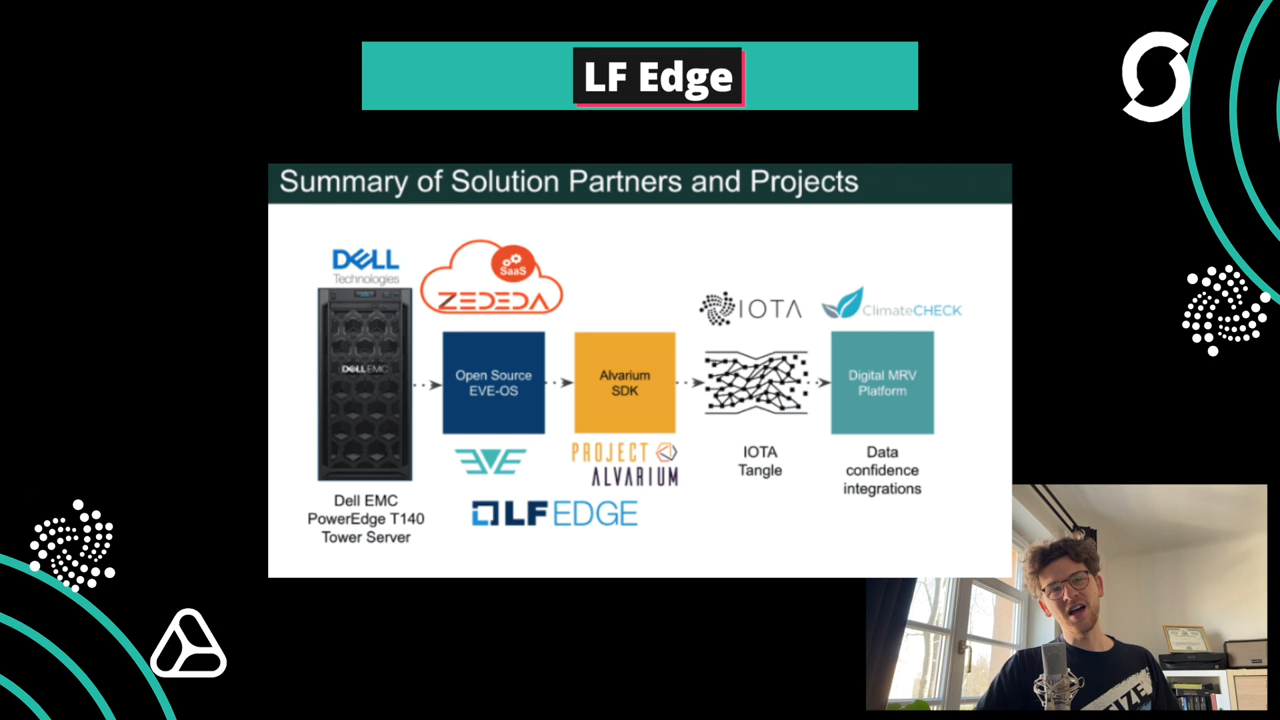 LF Edge
Summary of Solution Partners and Projects
DELL
Technologies
SaaS
ZEDEDA
IOTA
ClimateCHECK
DELL EMC
Open Source
EVE-OS
Alvarium
SDK
Digital MRV
Platform
EVE
PROJECT
ALVARIUM
IOTA
Tangle
Data
confidence
integrations
Dell EMC
PowerEdge T140
Tower Server
LF EDGE